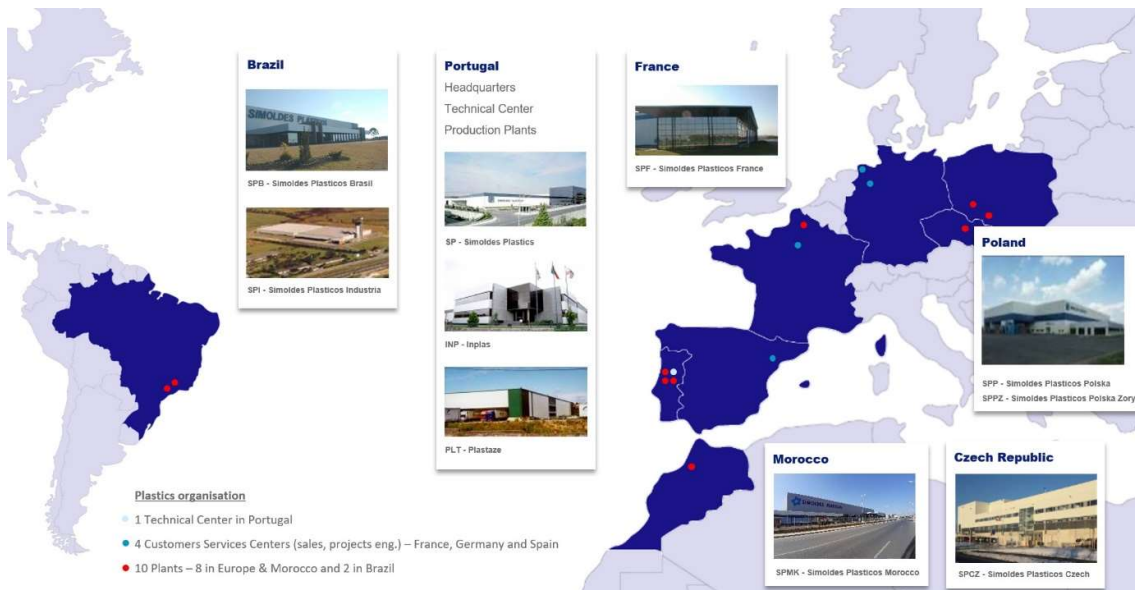 Brazil
SIMOLDES PLASTICOS
SPB - Simoldes Plasticos Brasil
SPI - Simoldes Plasticos Industria
Portugal
Headquarters
Technical Center
Production Plants
SP - Simoldes Plastics
INP - Inplas
PLT - Plastaze
France
SPF - Simoldes Plasticos France
Poland
SPP - Simoldes Plasticos Polska
SPPZ - Simoldes Plasticos Polska Zory
Morocco
SPMK - Simoldes Plasticos Morocco
Czech Republic
SPCZ - Simoldes Plasticos Czech
Plastics organisation
1 Technical Center in Portugal
4 Customers Services Centers (sales, projects eng.) – France, Germany and Spain
10 Plants – 8 in Europe & Morocco and 2 in Brazil